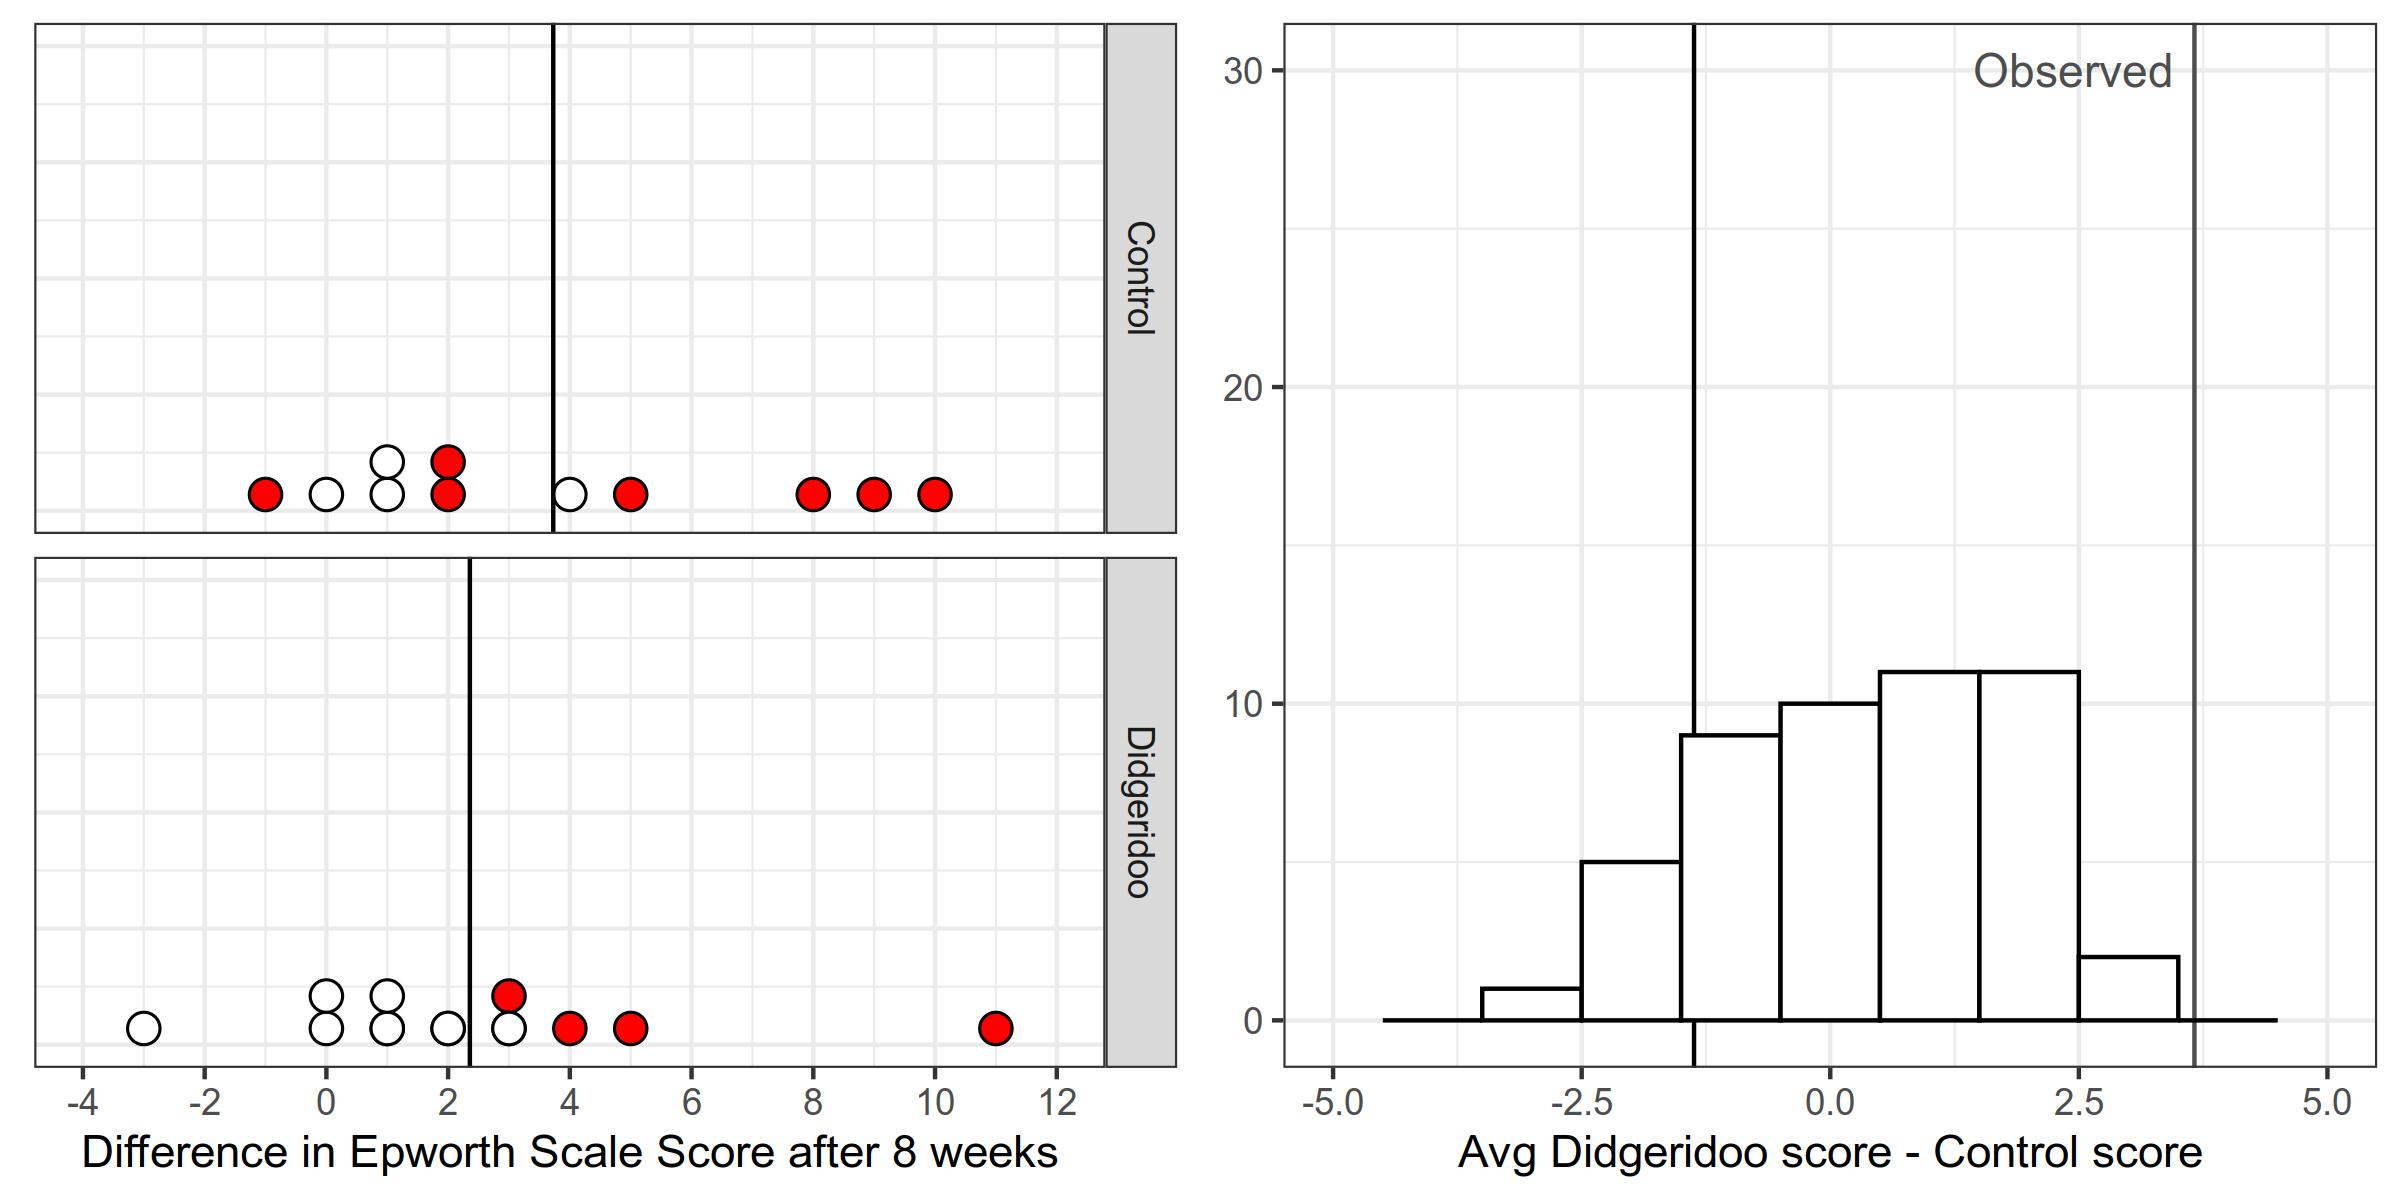 Control
Didgeridoo
-4 -2 0 2 4 6 8 10 12
Difference in Epworth Scale Score after 8 weeks
Observed
30
20
10
0
-5.0 -2.5 0.0 2.5 5.0
Avg Didgeridoo score - Control score